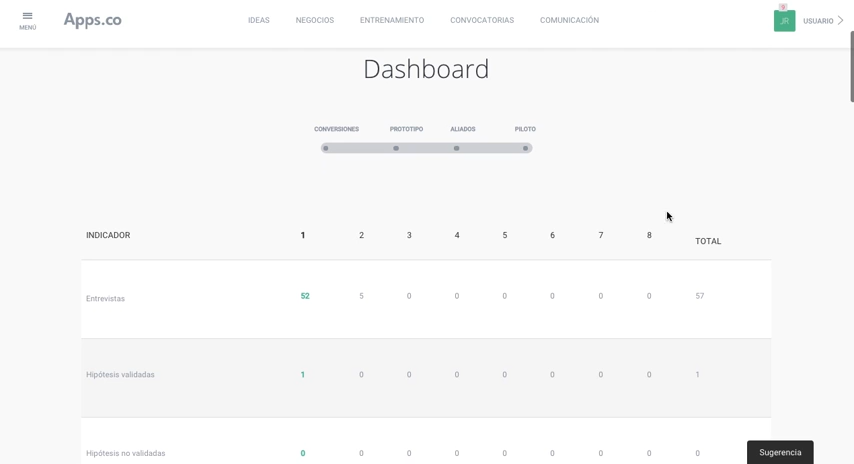 MENÚ
Apps.co
IDEAS NEGOCIOS ENTRENAMIENTO CONVOCATORIAS COMUNICACIÓN
JR
USUARIO
Dashboard
CONVERSIONES PROTOTIPO ALIADOS PILOTO
INDICADOR 1 2 3 4 5 6 7 8 TOTAL
Entrevistas 52 5 0 0 0 0 0 0 57
Hipótesis validadas 1 0 0 0 0 0 0 0 1
Hipótesis no validadas 0 0 0 0 0 0 0 0 0
Sugerencia